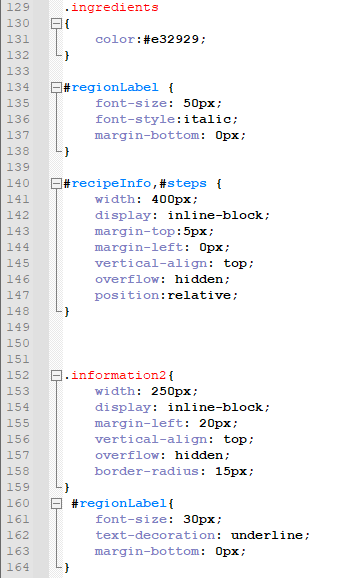 129 .ingredients
130 {
131     color:#e32929;
132 }
133
134 #regionLabel {
135     font-size: 50px;
136     font-style:italic;
137     margin-bottom: 0px;
138 }
139
140 #recipeInfo,#steps {
141     width: 400px;
142     display: inline-block;
143     margin-top:5px;
144     margin-left: 0px;
145     vertical-align: top;
146     overflow: hidden;
147     position:relative;
148 }
149
150
151
152 .information2{
153     width: 250px;
154     display: inline-block;
155     margin-left: 20px;
156     vertical-align: top;
157     overflow: hidden;
158     border-radius: 15px;
159 }
160  #regionLabel{
161     font-size: 30px;
162     text-decoration: underline;
163     margin-bottom: 0px;
164 }